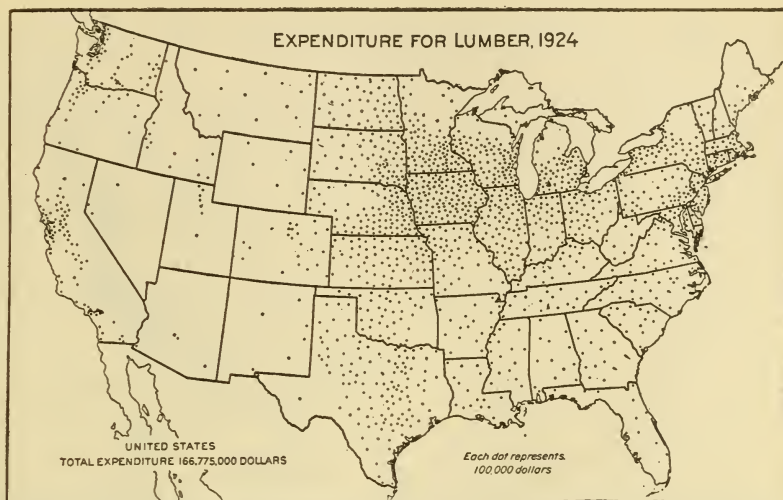 EXPENDITURE FOR LUMBER, 1924
UNITED STATES
TOTAL EXPENDITURE 166,775,000 DOLLARS
Each dot represents
100,000 dollars